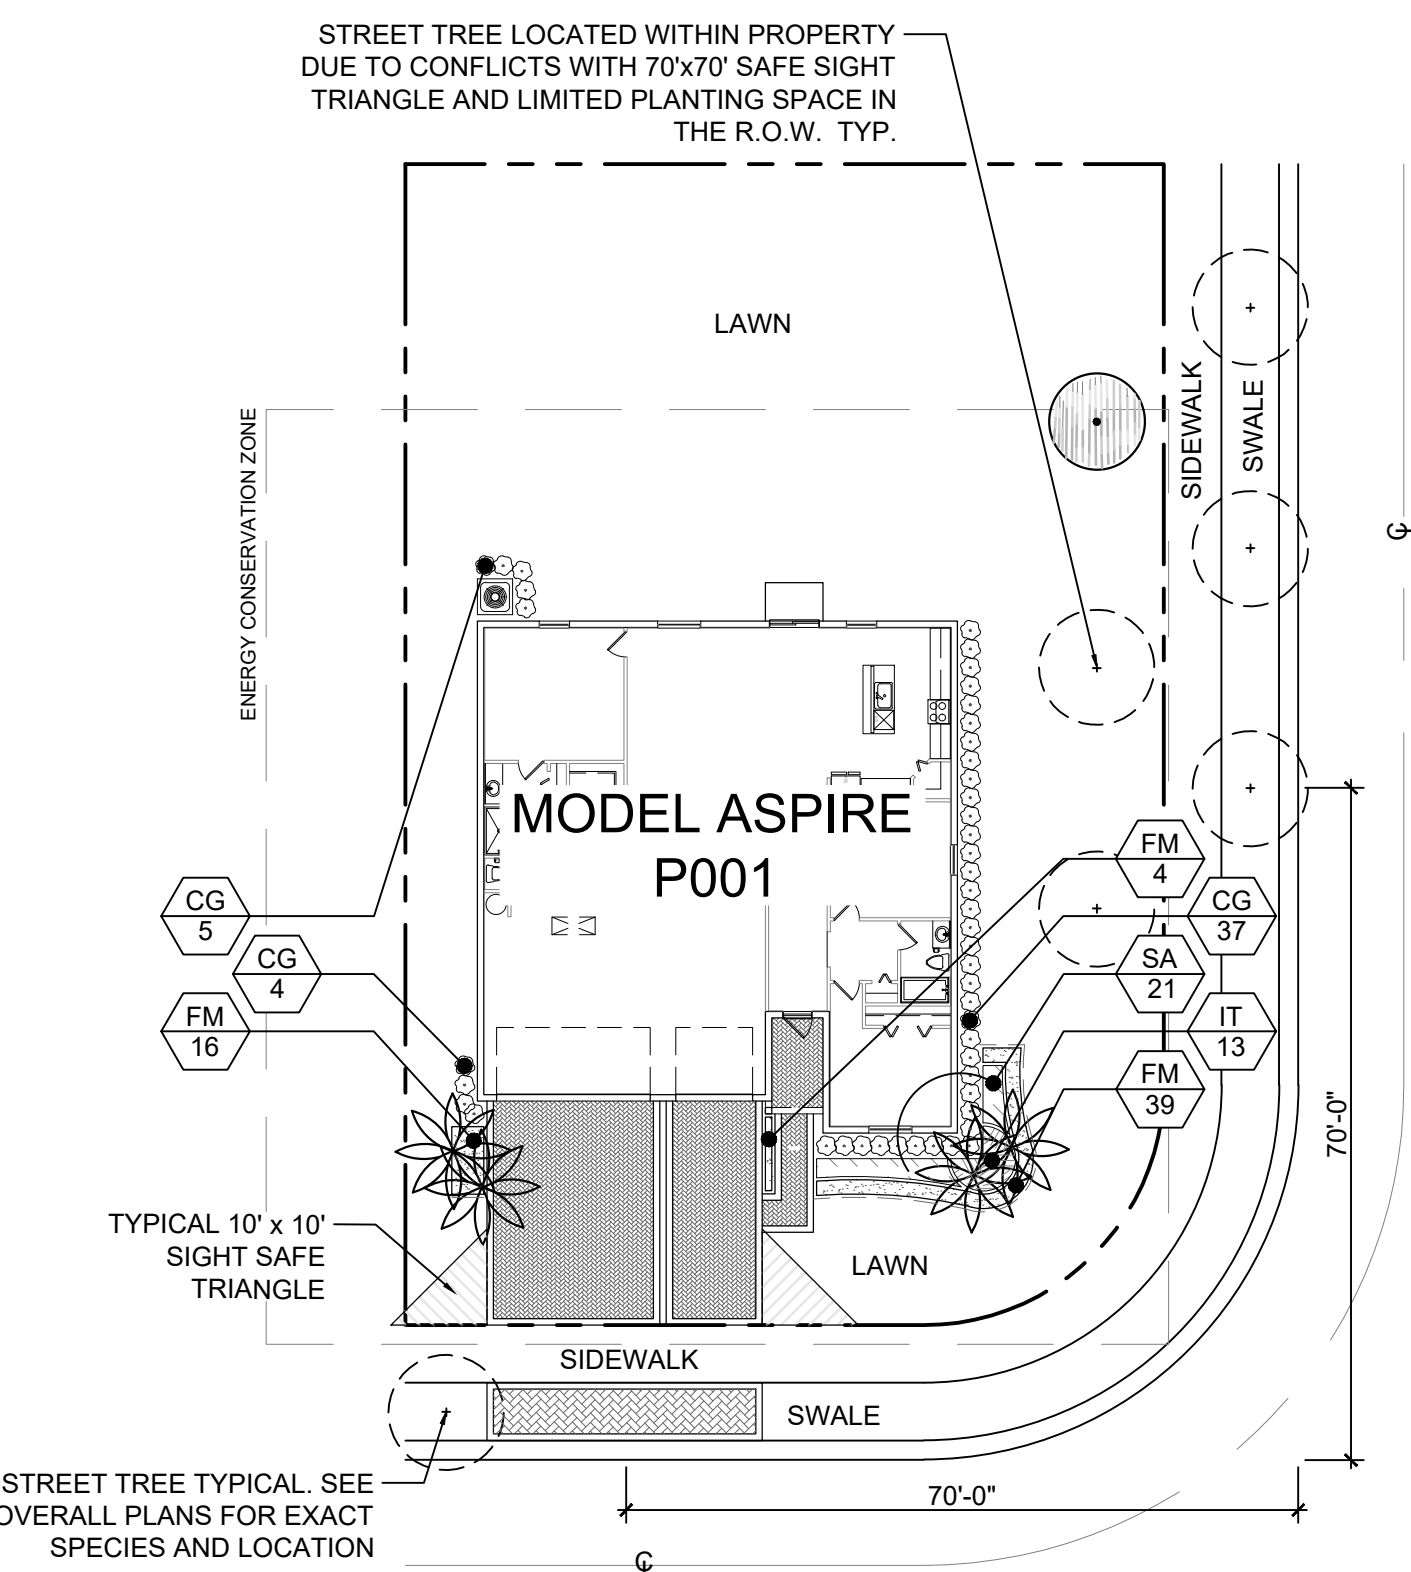 STREET TREE LOCATED WITHIN PROPERTY
DUE TO CONFLICTS WITH 70'x70' SAFE SIGHT
TRIANGLE AND LIMITED PLANTING SPACE IN
THE R.O.W. TYP.
LAWN
SIDEWALK
SWALE
ENERGY CONSERVATION ZONE
℄
MODEL ASPIRE
P001
FM
4
CG
5
CG
37
CG
4
SA
21
FM
16
IT
13
FM
39
70'-0"
TYPICAL 10' x 10'
SIGHT SAFE
TRIANGLE
LAWN
SIDEWALK
SWALE
STREET TREE TYPICAL. SEE
OVERALL PLANS FOR EXACT
SPECIES AND LOCATION
70'-0"
℄